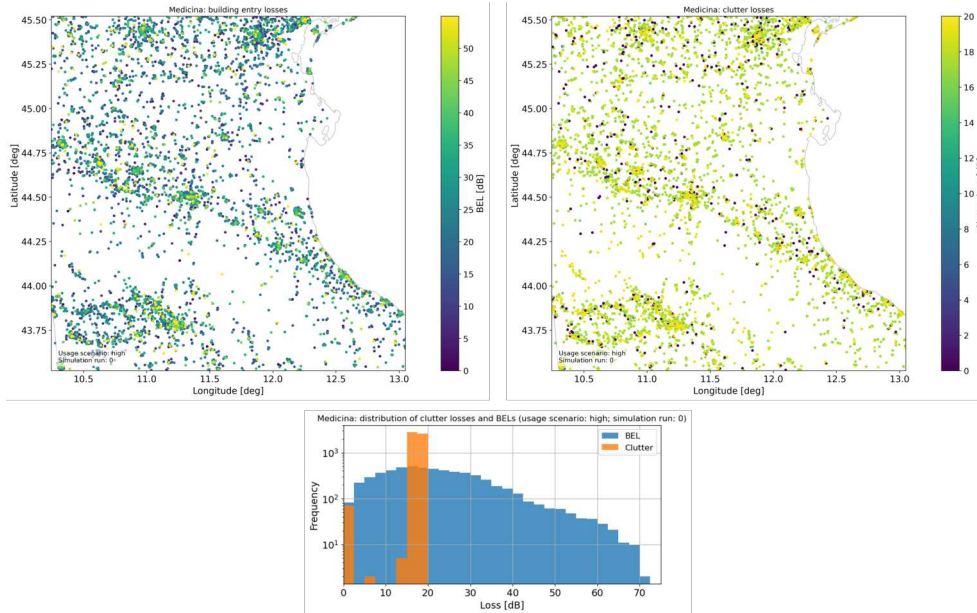 Medicina: building entry losses
45.50
45.25
45.00
44.75
44.50
44.25
44.00
43.75
Latitude [deg]
Usage scenario: high
Simulation run: 0
10.5 11.0 11.5 12.0 12.5 13.0
Longitude [deg]
50
45
40
35
30
25
20
15
10
5
0
BEL [dB]
Medicina: clutter losses
45.50
45.25
45.00
44.75
44.50
44.25
44.00
43.75
Latitude [deg]
Usage scenario: high
Simulation run: 0
10.5 11.0 11.5 12.0 12.5 13.0
Longitude [deg]
20
18
16
14
12
10
8
6
4
2
0
Medicina: distribution of clutter losses and BELs (usage scenario: high; simulation run: 0)
BEL
Clutter
10³
10²
10¹
Frequency
0 10 20 30 40 50 60 70
Loss [dB]